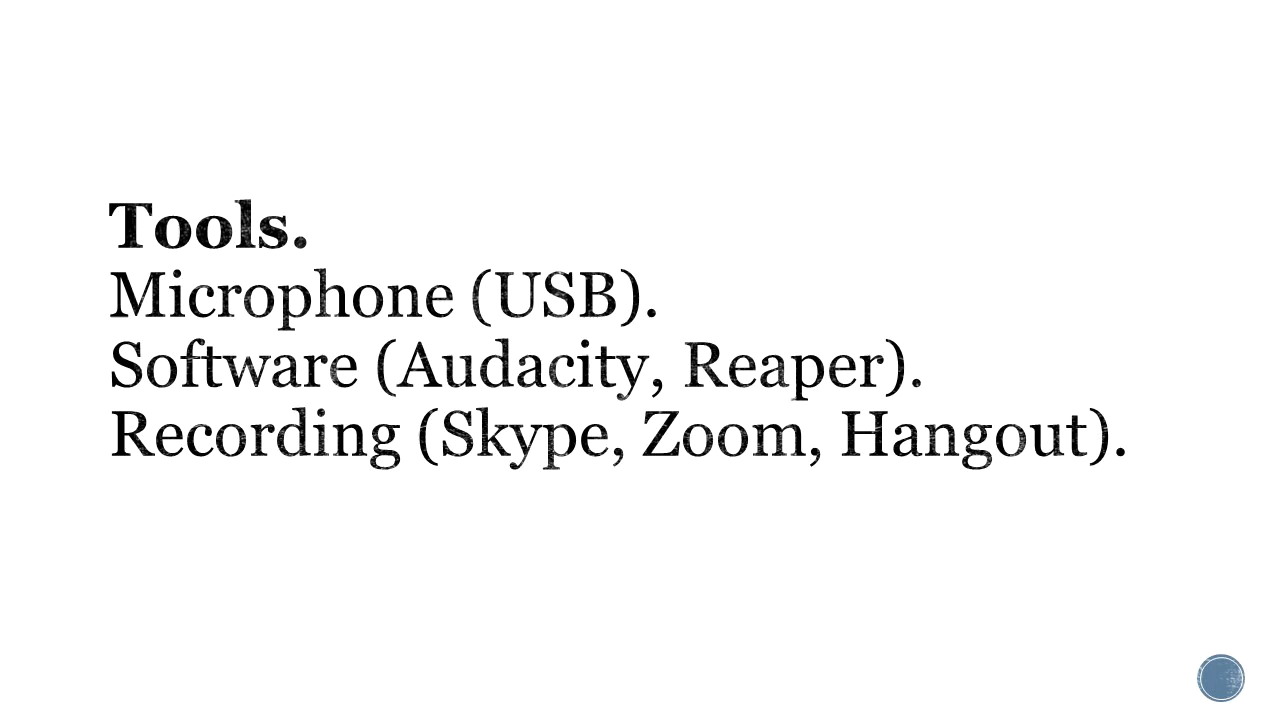 Tools.
Microphone (USB).
Software (Audacity, Reaper).
Recording (Skype, Zoom, Hangout).